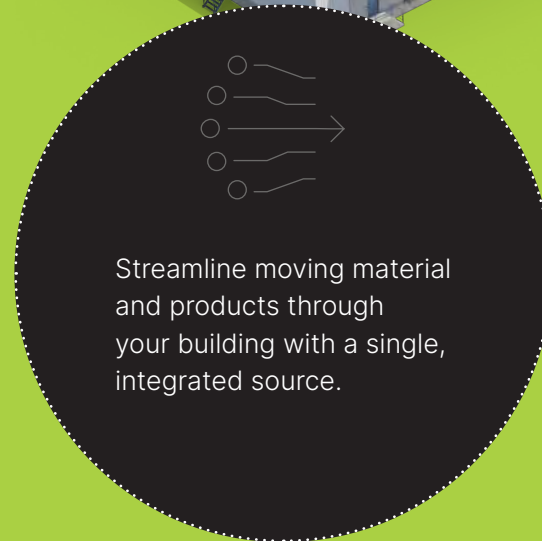 Streamline moving material
and products through
your building with a single,
integrated source.